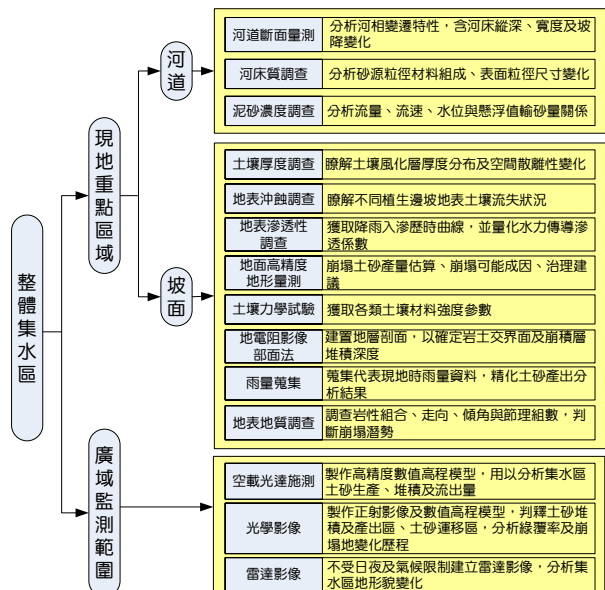 整體集水區
現地重點區域
河道
河道斷面量測
分析河相變遷特性，含河床縱深、寬度及坡
降變化
河床質調查
分析砂源粒徑材料組成、表面粒徑尺寸變化
泥砂濃度調查
分析流量、流速、水位與懸浮值輸砂量關係
坡面
土壤厚度調查
瞭解土壤風化層厚度分布及空間散離性變化
地表沖蝕調查
瞭解不同植生邊坡地表土壤流失狀況
地表滲透性
調查
獲取降雨入滲歷時曲線，並量化水力傳導滲
透係數
地面高精度
地形量測
崩塌土砂產量估算、崩塌可能成因、治理建
議
土壤力學試驗
獲取各類土壤材料強度參數
地電阻影像
部面法
建置地層剖面，以確定岩土交界面及崩積層
堆積深度
雨量蒐集
蒐集代表現地時雨量資料，精化土砂產出分
析結果
地表地質調查
調查岩性組合、走向、傾角與節理組數，判
斷崩塌潛勢
廣域監測範圍
空載光達施測
製作高精度數值高程模型，用以分析集水區
土砂生產、堆積及流出量
光學影像
製作正射影像及數值高程模型，判釋土砂堆
積及產出區、土砂運移區，分析綠覆率及崩
塌地變化歷程
雷達影像
不受日夜及氣候限制建立雷達影像，分析集
水區地形貌變化